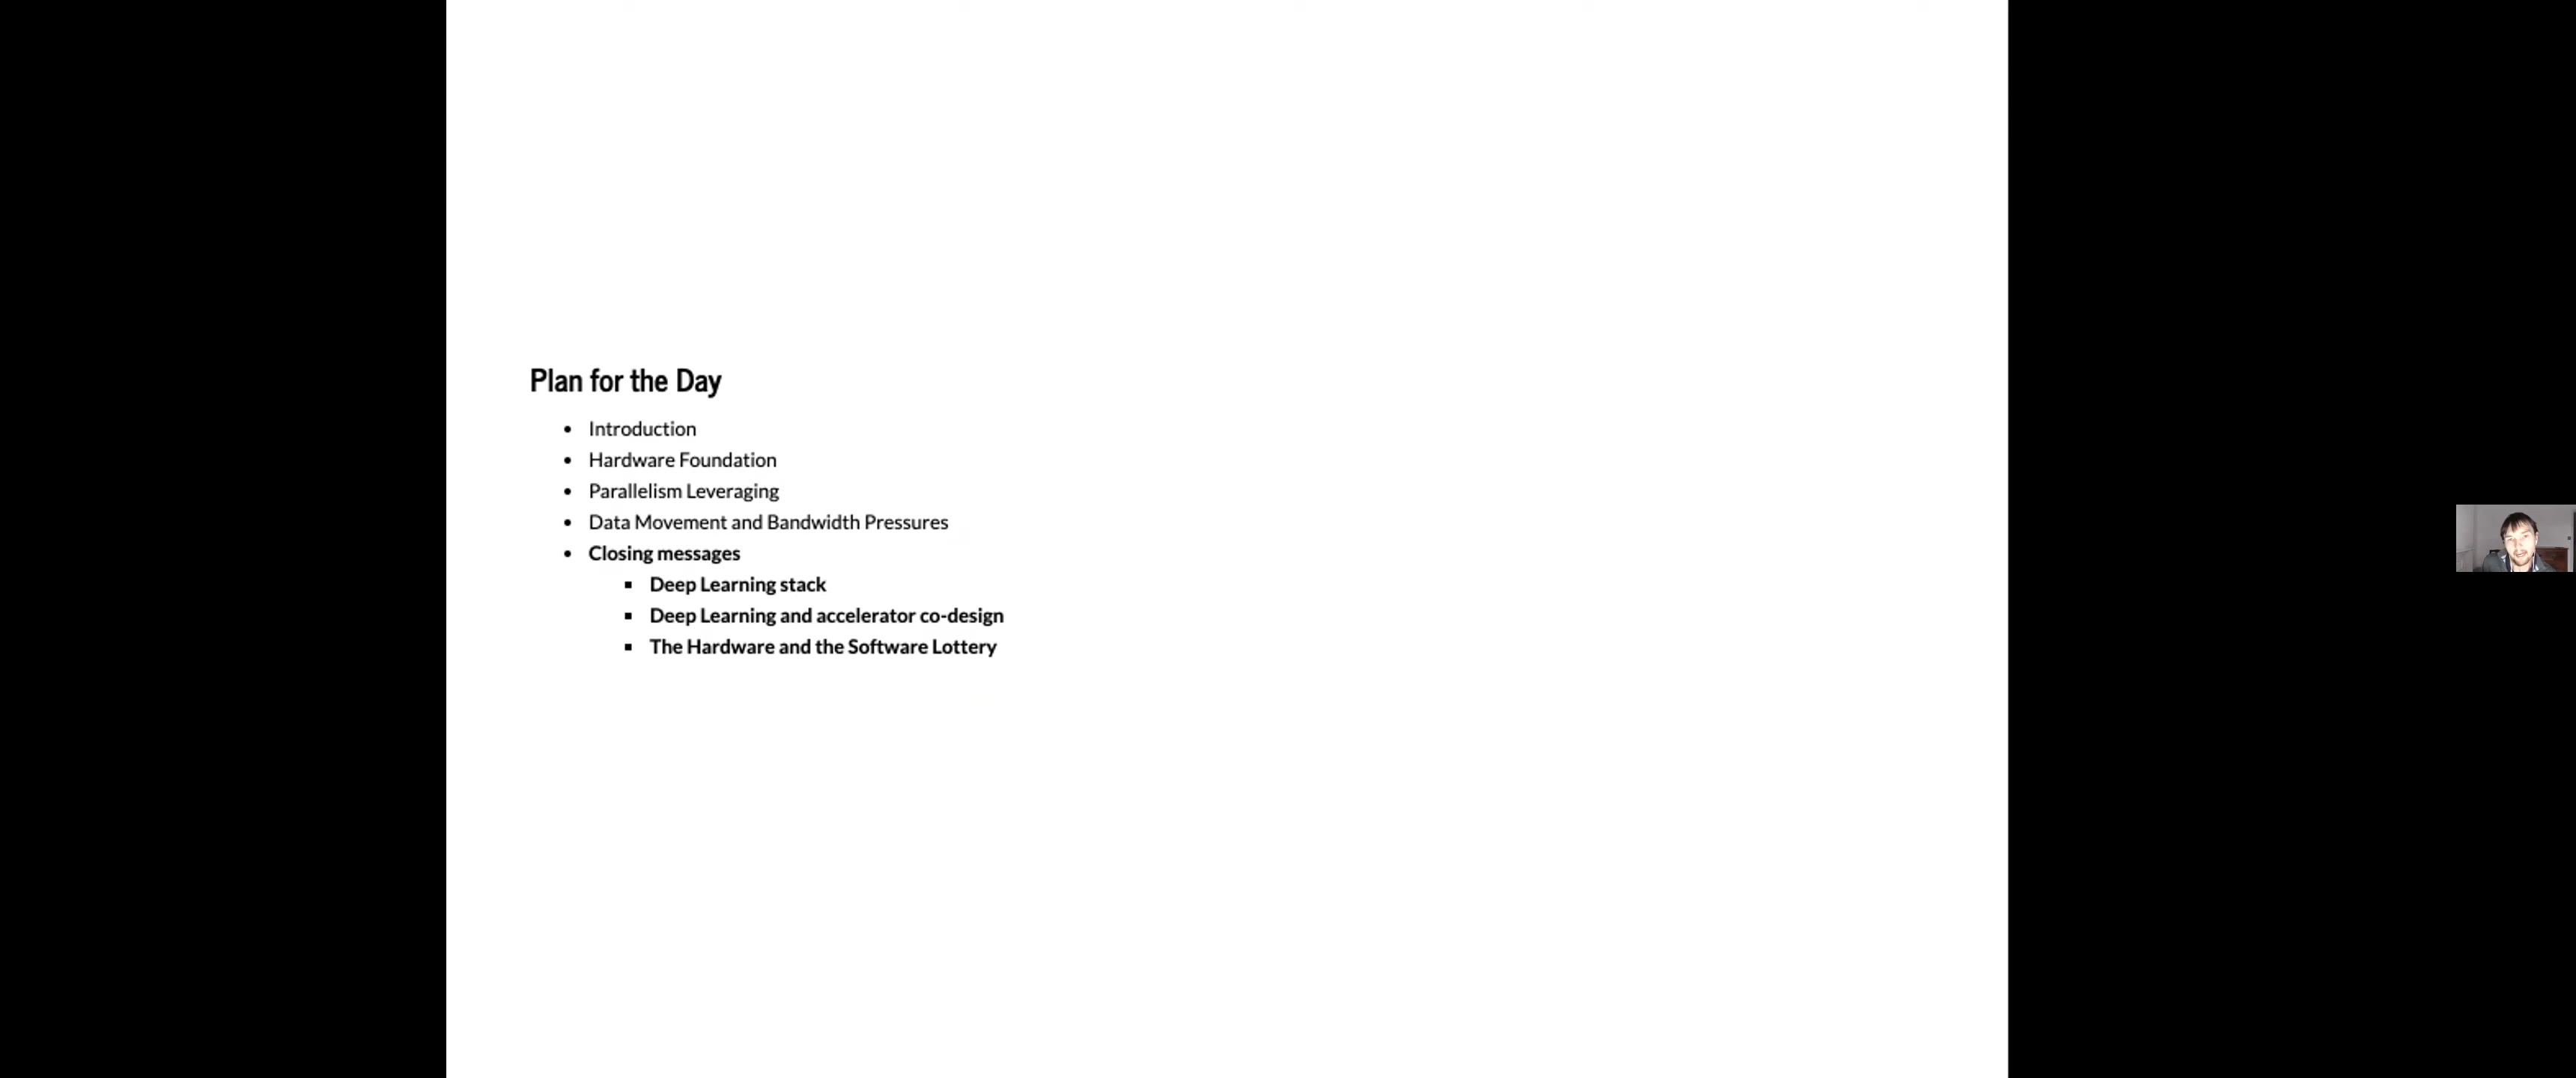 Plan for the Day
• Introduction
• Hardware Foundation
• Parallelism Leveraging
• Data Movement and Bandwidth Pressures
• Closing messages
▪ Deep Learning stack
▪ Deep Learning and accelerator co-design
▪ The Hardware and the Software Lottery